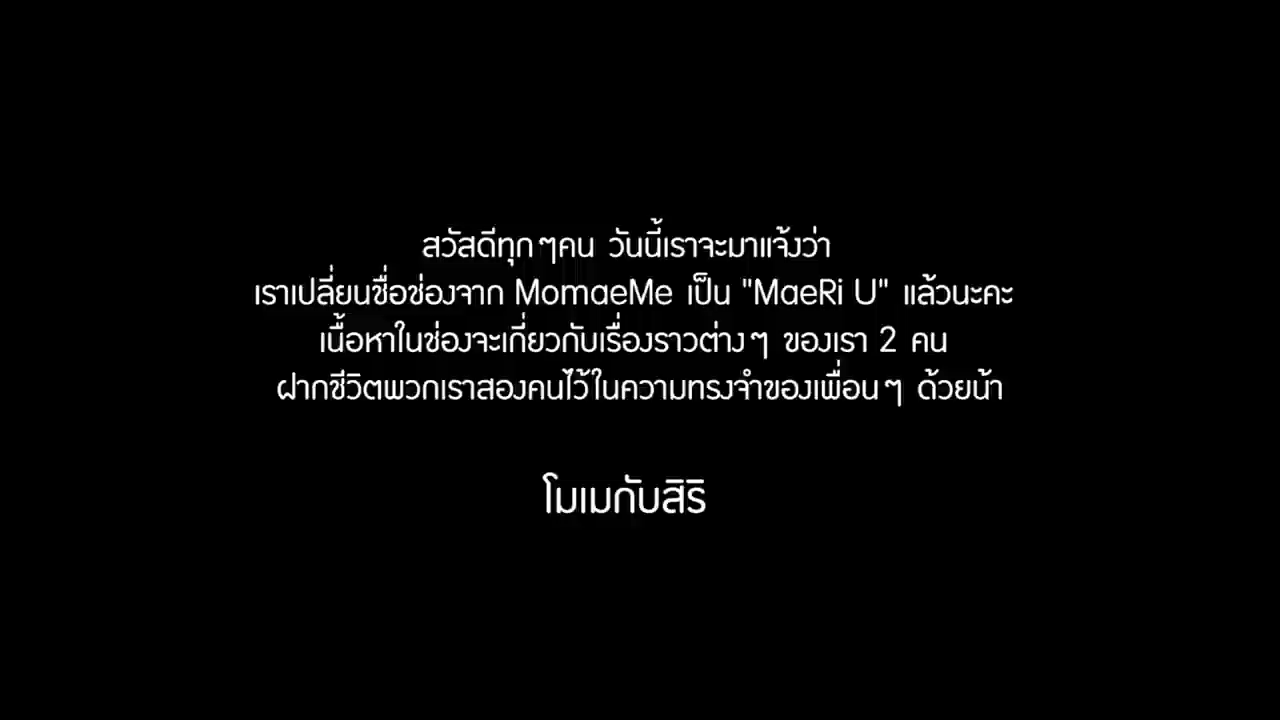 สวัสดีทุกๆคน วันนี้เราจะมาแจ้งว่า
เราเปลี่ยนชื่อช่องจาก MomaeMe เป็น "MaeRi U" แล้วนะคะ
เนื้อหาในช่องจะเกี่ยวกับเรื่องราวต่างๆ ของเรา 2 คน
ฝากชีวิตพวกเราสองคนไว้ในความทรงจำของเพื่อนๆ ด้วยน้า
โมเมกับสิริ